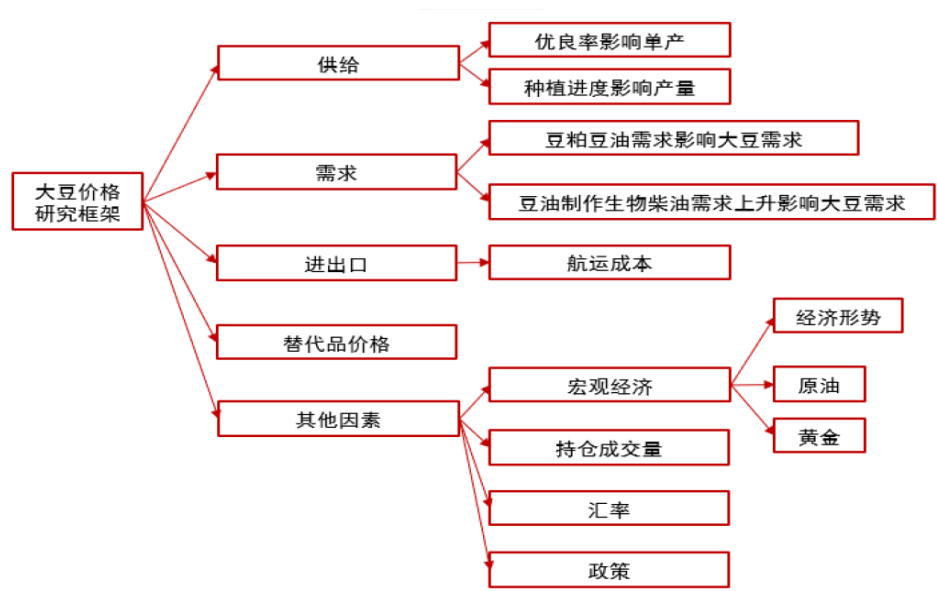 大豆价格
研究框架
供给
优良率影响单产
种植进度影响产量
需求
豆粕豆油需求影响大豆需求
豆油制作生物柴油需求上升影响大豆需求
进出口
航运成本
替代品价格
其他因素
宏观经济
经济形势
原油
黄金
持仓成交量
汇率
政策